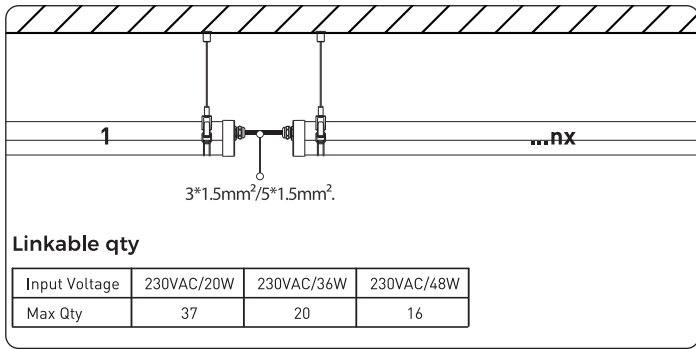 1
...nx
3*1.5mm²/5*1.5mm².
Linkable qty
Input Voltage 230VAC/20W 230VAC/36W 230VAC/48W
Max Qty 37 20 16